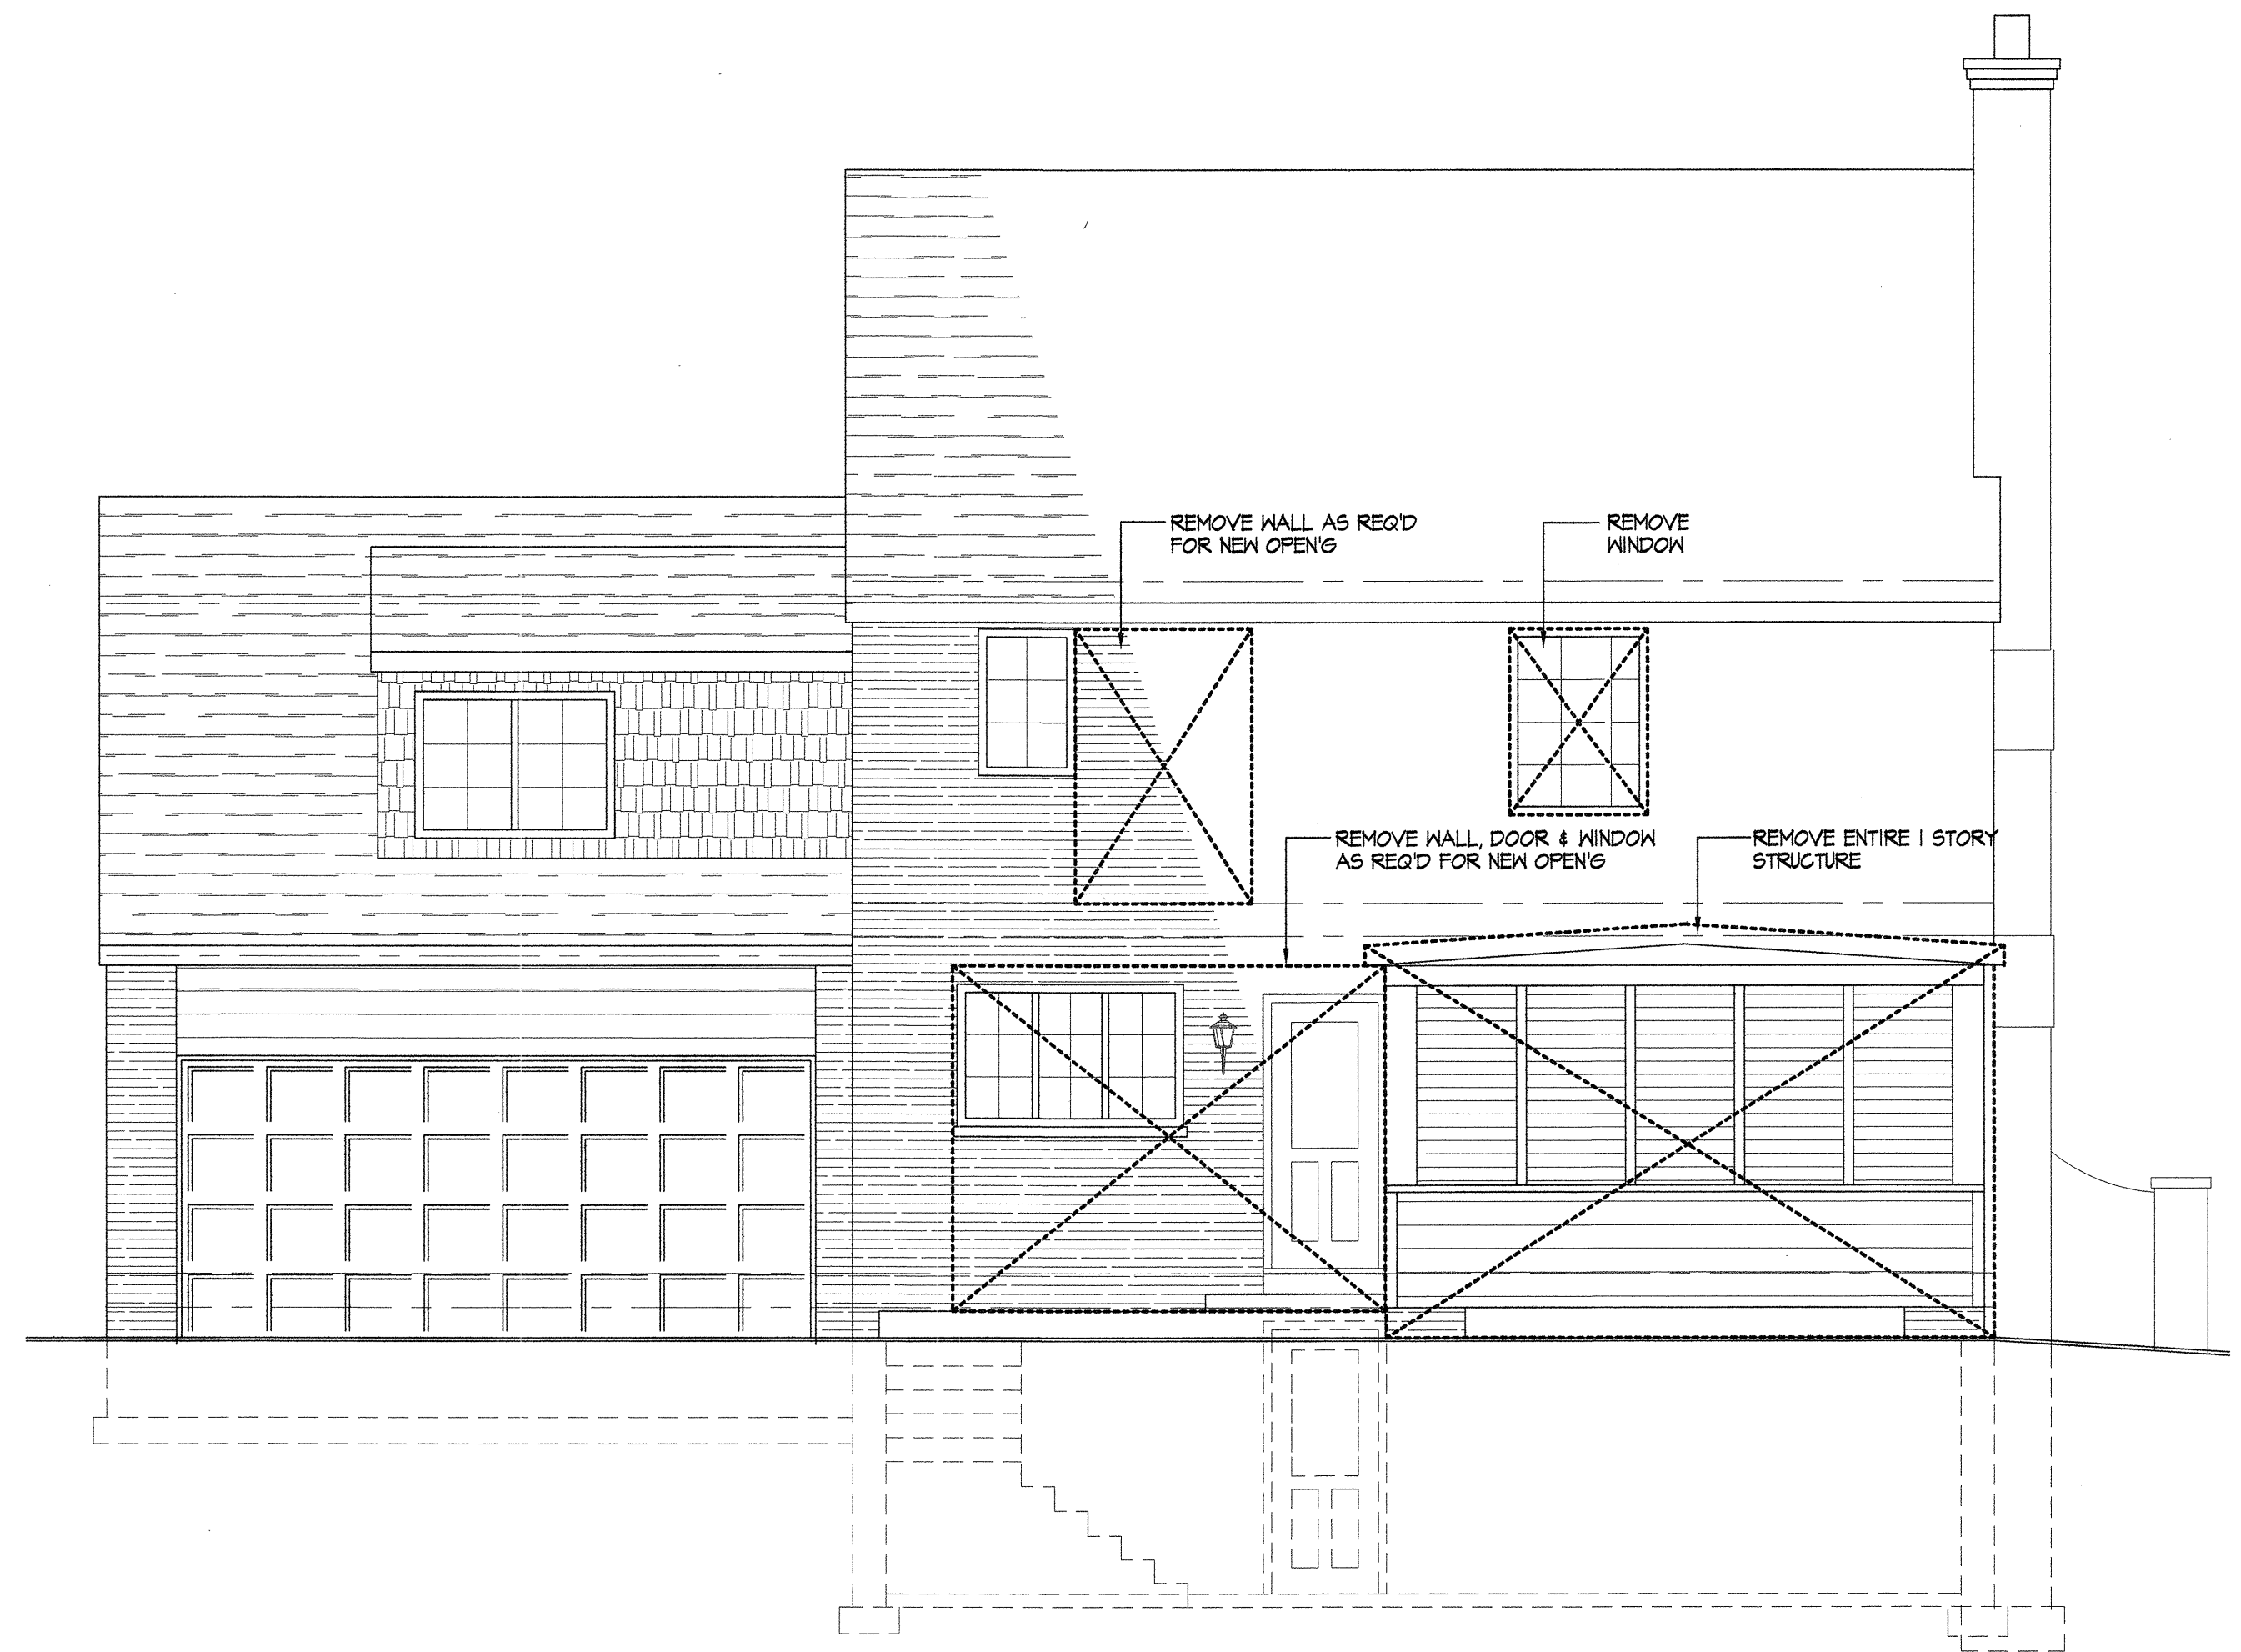 REMOVE WALL AS REQ'D
FOR NEW OPEN'G
REMOVE
WINDOW
REMOVE WALL, DOOR & WINDOW
AS REQ'D FOR NEW OPEN'G
REMOVE ENTIRE 1 STORY
STRUCTURE